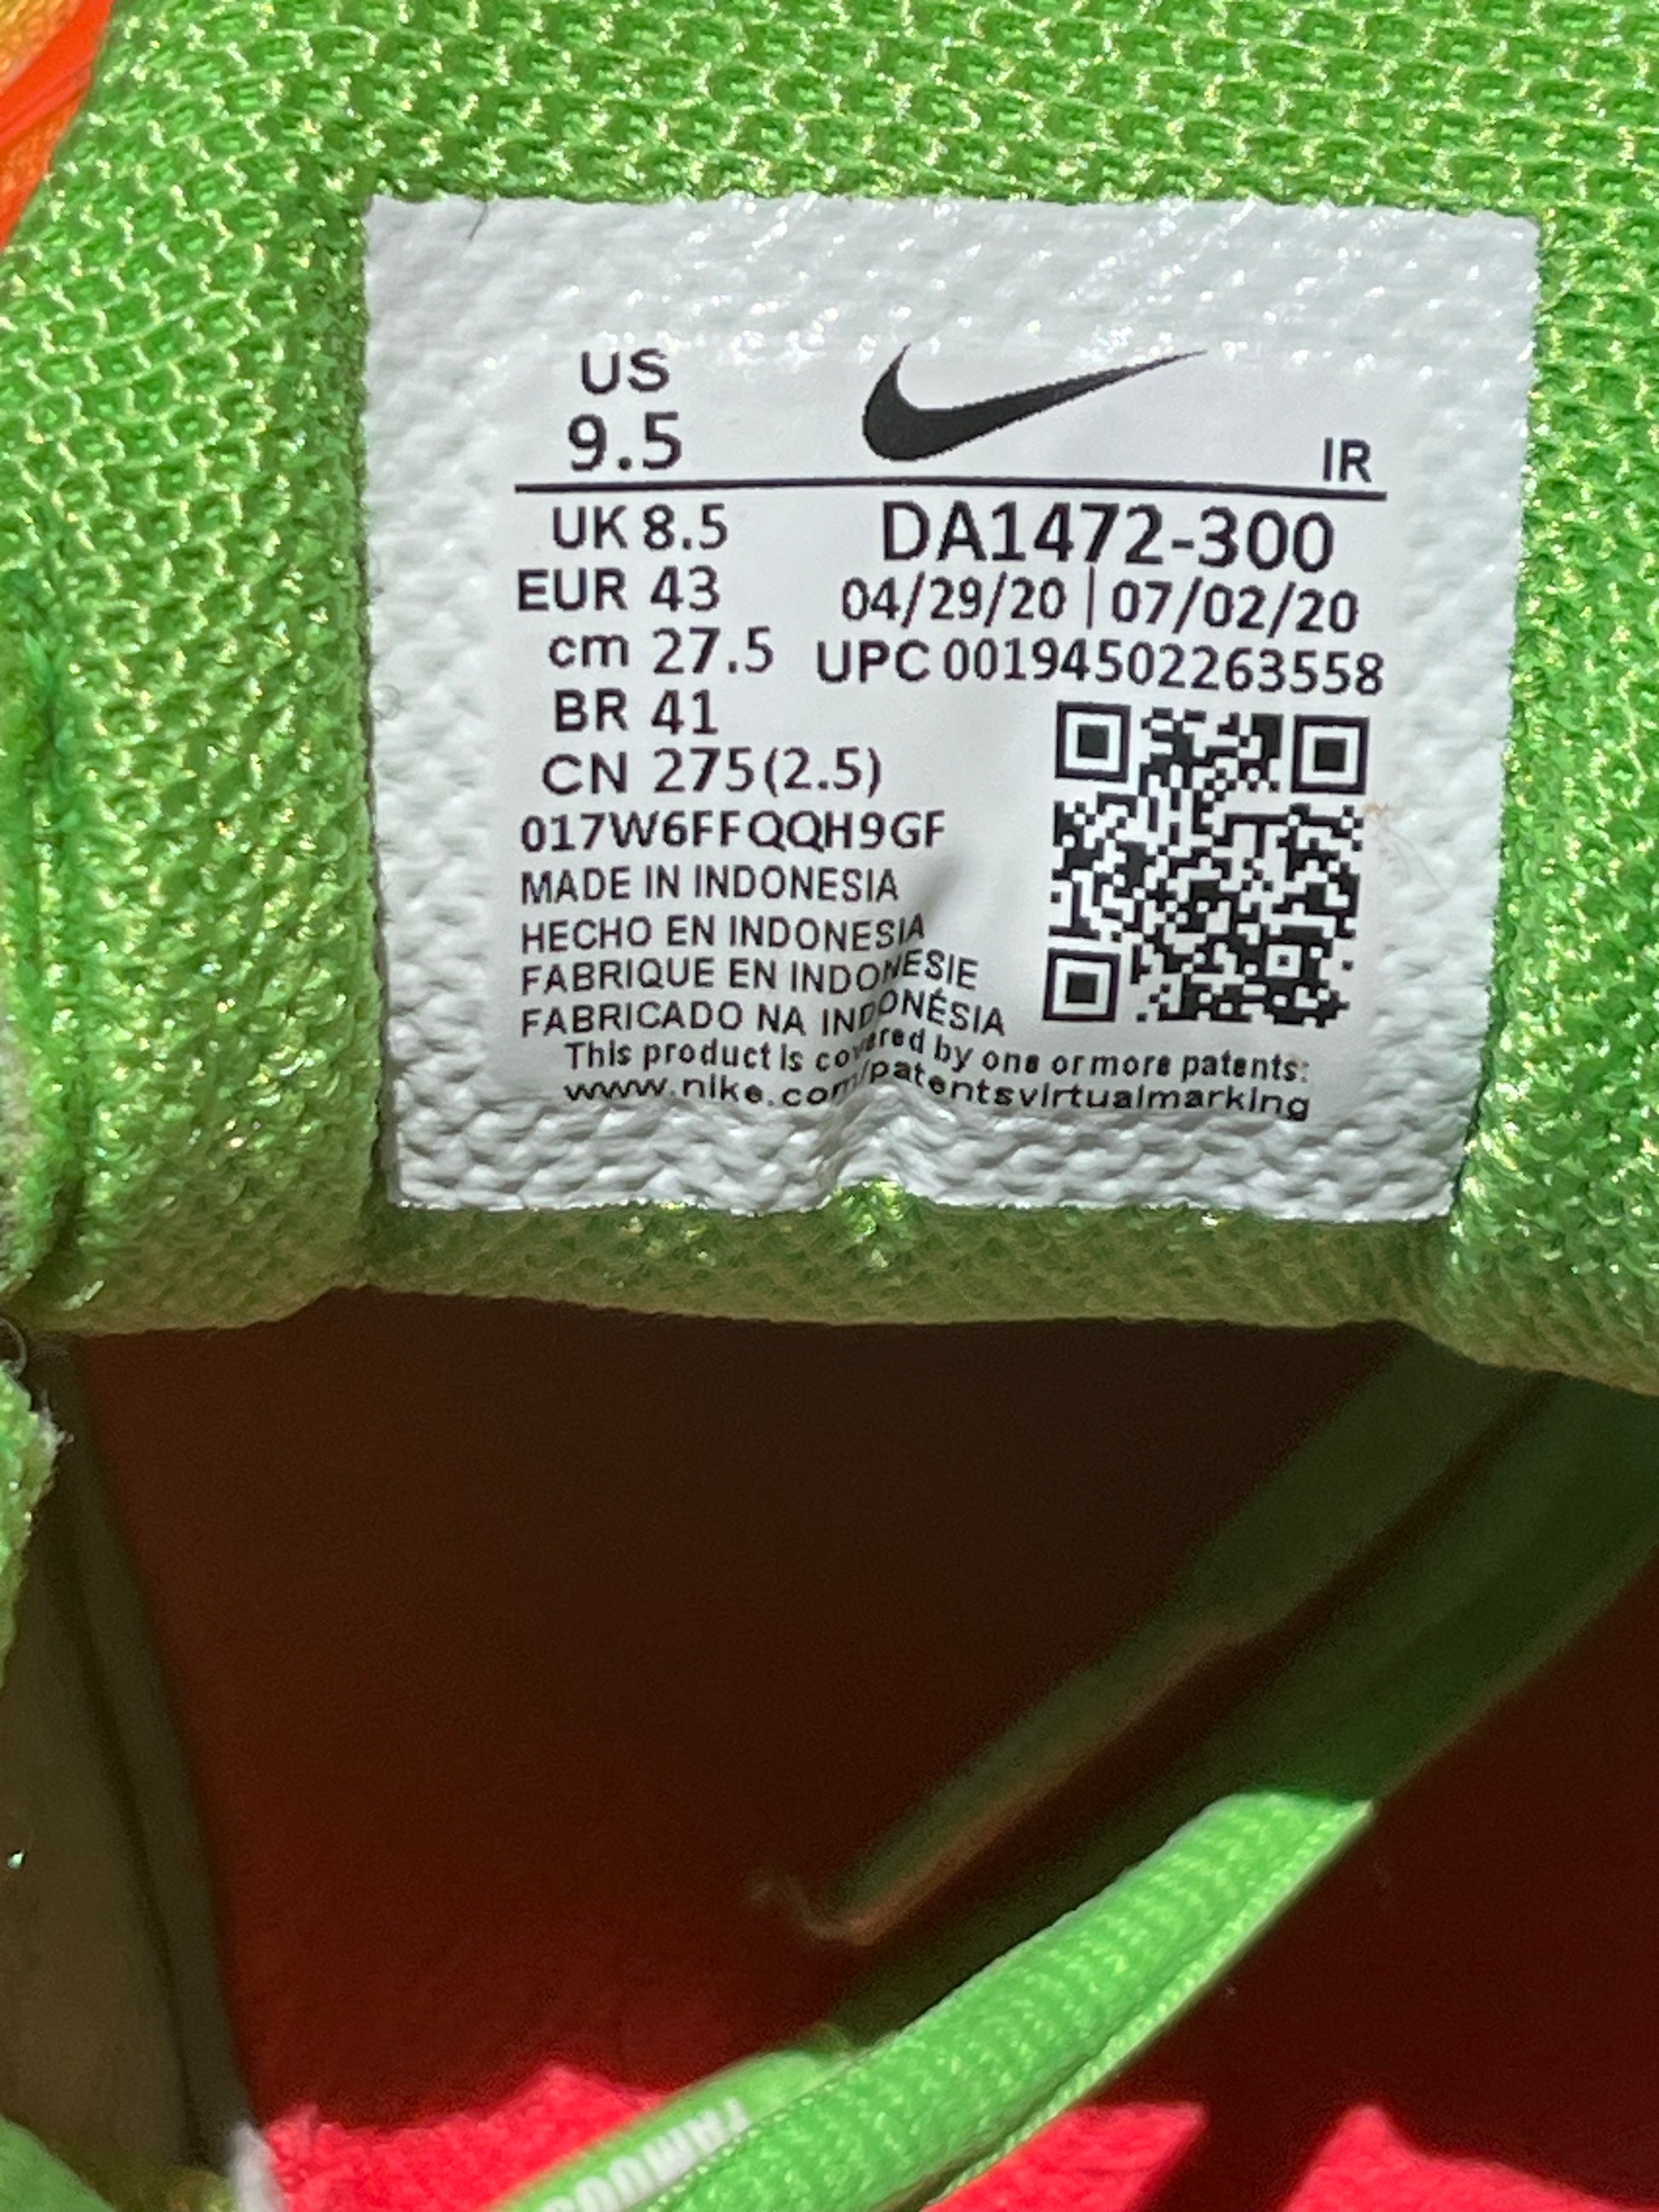 US
9.5
IR
UK 8.5
EUR 43
cm 27.5
BR 41
CN 275(2.5)
DA1472-300
04/29/20 | 07/02/20
UPC 00194502263558
017W6FFQQH9GF
MADE IN INDONESIA
HECHO EN INDONESIA
FABRIQUE EN INDONESIE
FABRICADO NA INDONÉSIA
This product is covered by one or more patents:
www.nike.com/patentsvirtualmarking